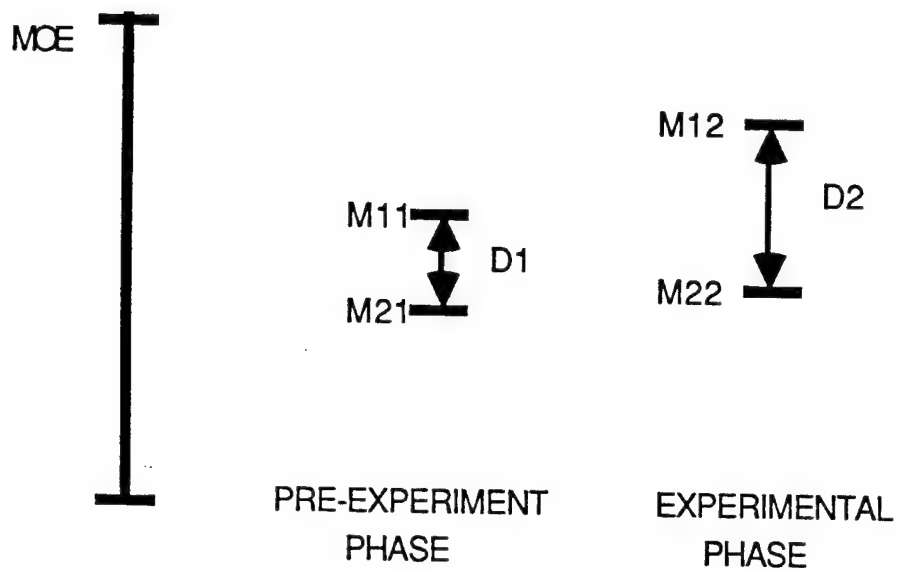 MOE
M12
D2
M11
D1
M22
M21
PRE-EXPERIMENT
PHASE
EXPERIMENTAL
PHASE